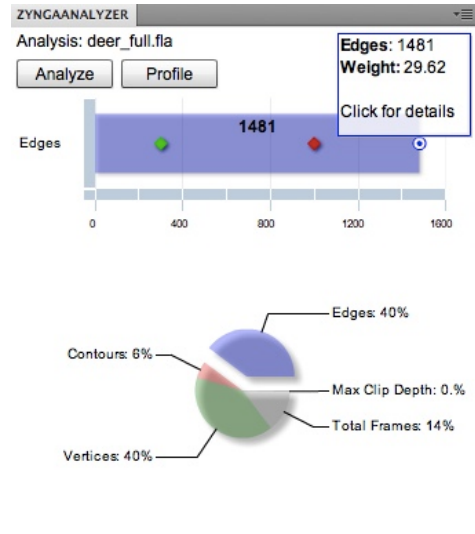 ZYNGAANALYZER
Analysis: deer_full.fla
Analyze Profile
Edges: 1481
Weight: 29.62
Click for details
1481
Edges
0 400 800 1200 1600
Edges: 40%
Contours: 6%
Max Clip Depth: 0.%
Total Frames: 14%
Vertices: 40%